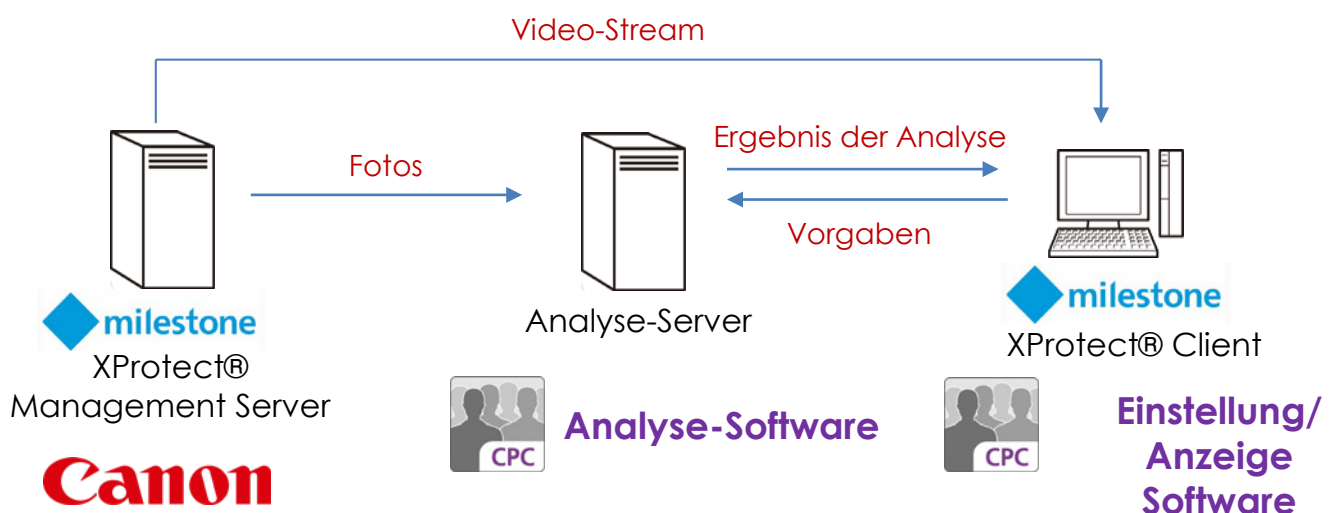 Video-Stream
Fotos
Ergebnis der Analyse
Vorgaben
milestone
XProtect®
Management Server
Analyse-Server
milestone
XProtect® Client
CPC
Analyse-Software
CPC
Einstellung/
Anzeige
Software
Canon